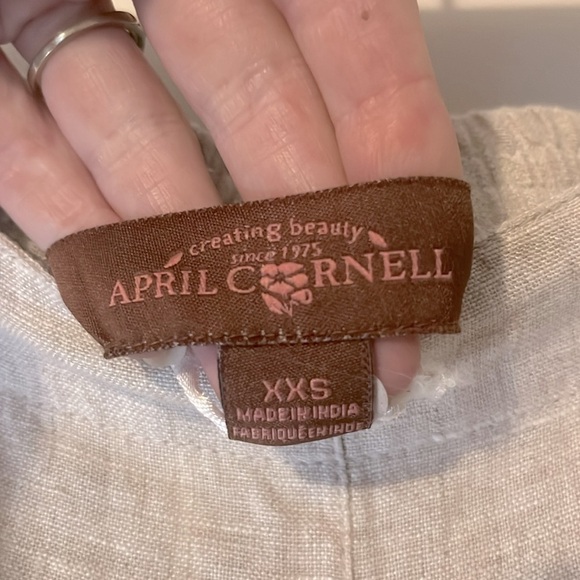 creating beauty
since 1975
APRIL CORNELL
XXS
MADE IN INDIA
FABRIQUÉ EN INDE